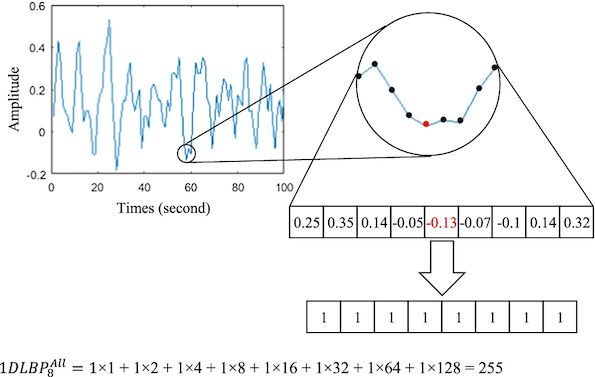 0.6
0.4
0.2
0
-0.2
Amplitude
0 20 40 60 80 100
Times (second)
0.25 0.35 0.14 -0.05 -0.13 -0.07 -0.1 0.14 0.32
1 1 1 1 1 1 1 1
1DLBP₈ᴬˡˡ = 1×1 + 1×2 + 1×4 + 1×8 + 1×16 + 1×32 + 1×64 + 1×128 = 255